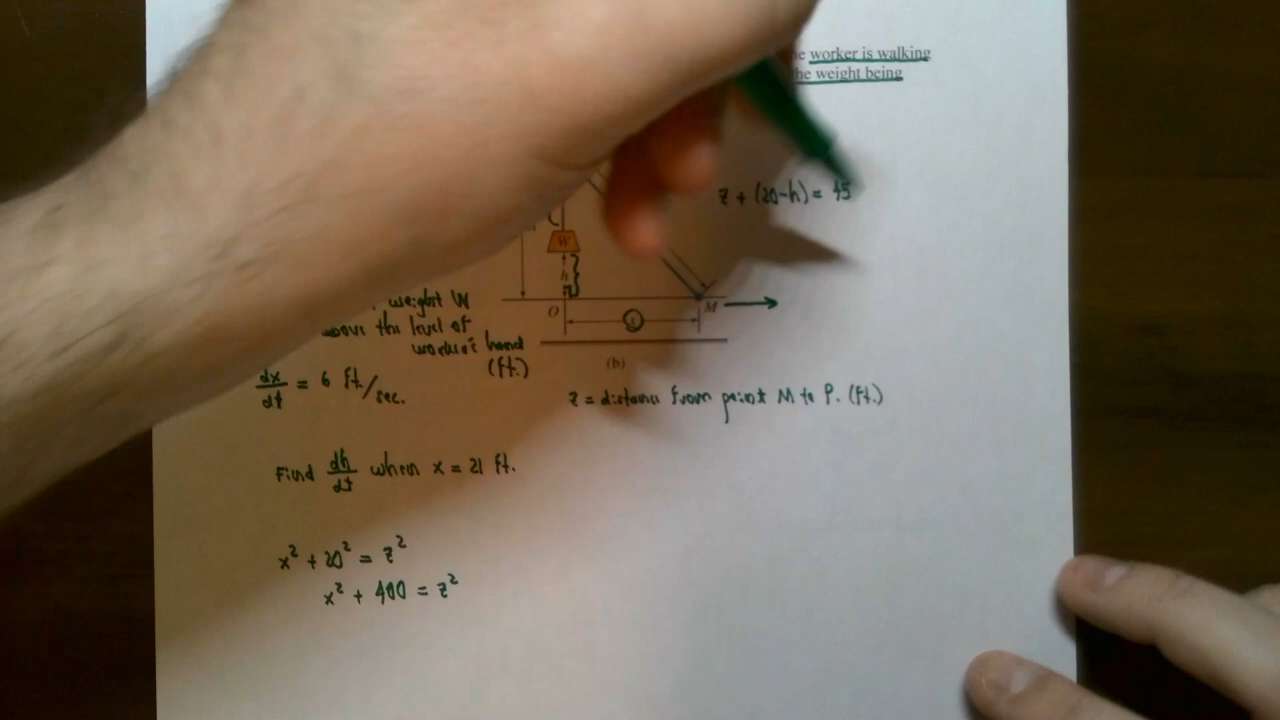 worker is walking
the weight being
z + (20-h) = 45
W
h
O
x
M
(b)
weight W
above the level of
worker's hand
(ft.)
dx/dt = 6 ft/sec.
z = distance from point M to P. (ft.)
Find dh/dt when x = 21 ft.
x² + 20² = z²
x² + 400 = z²